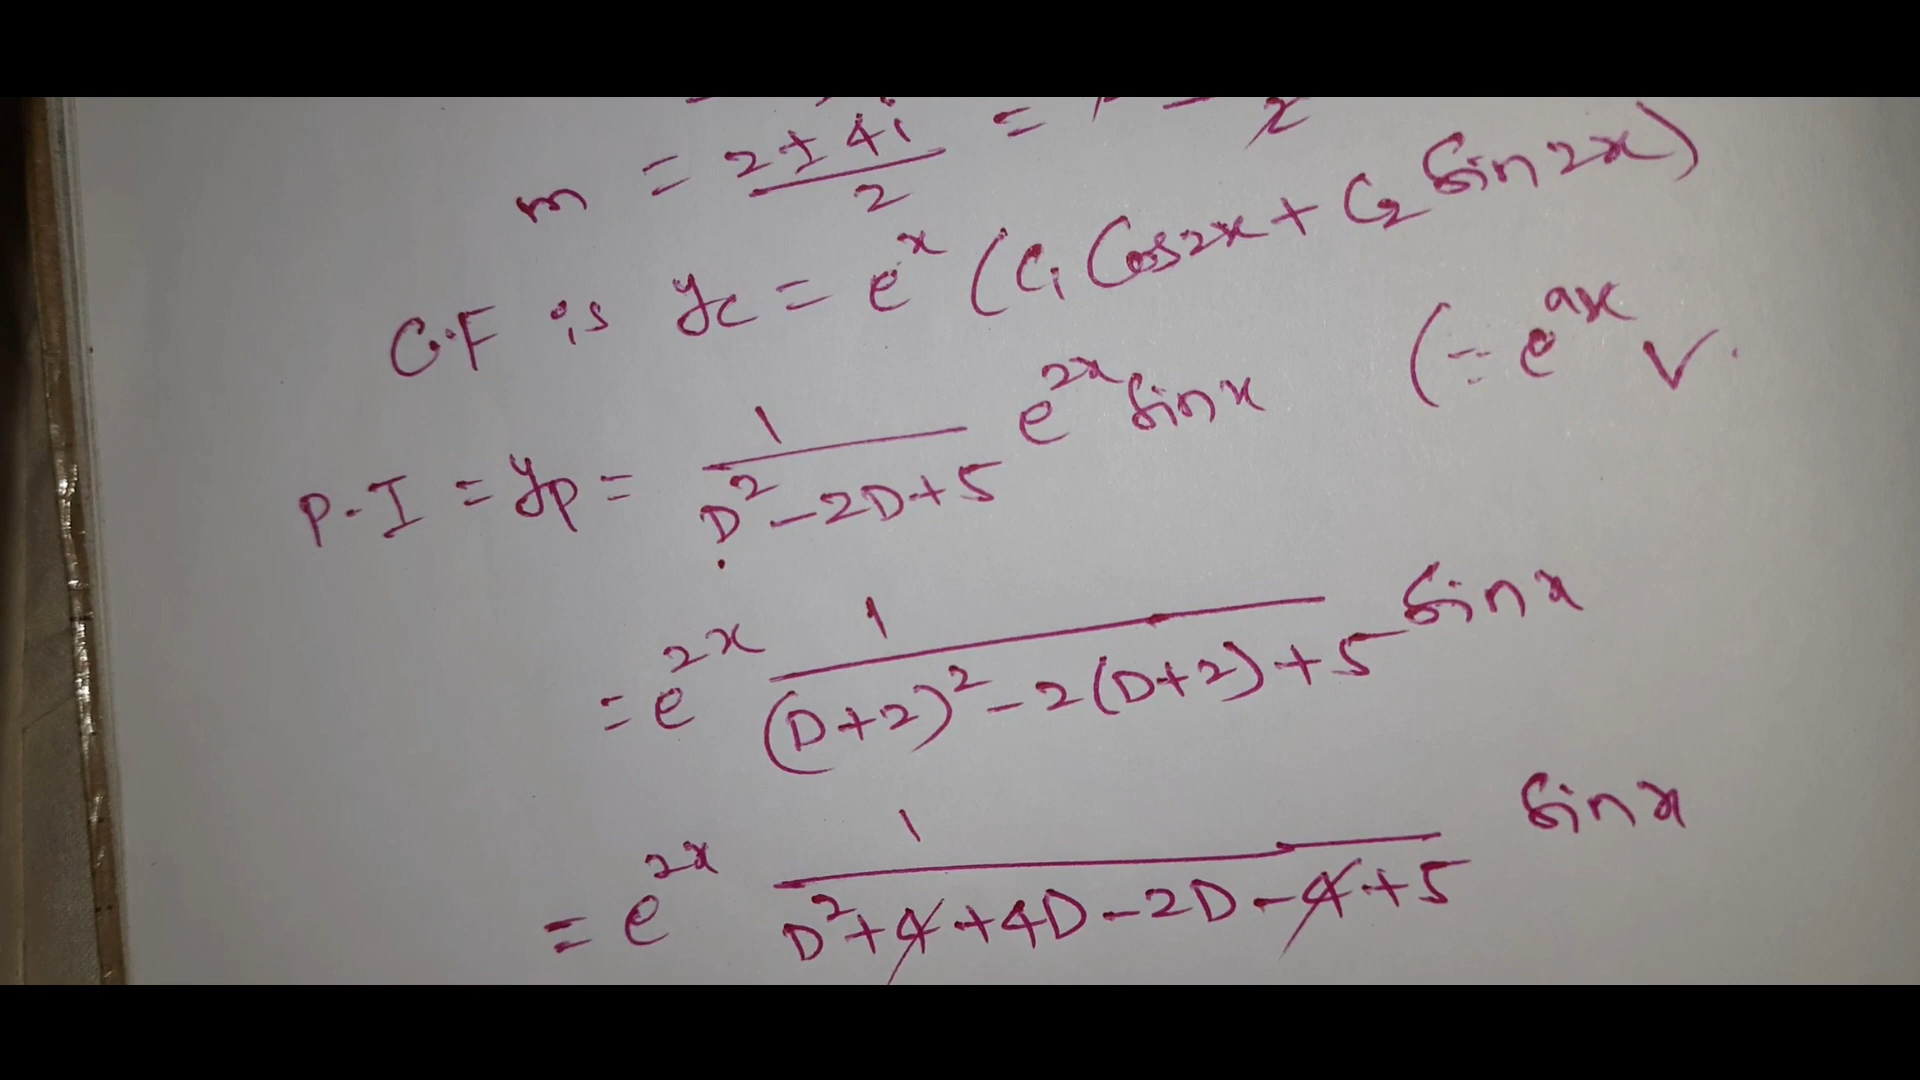 m = 2 ± 4i / 2 =
C.F is yc = e^x (C1 Cos2x + C2 Sin2x)
P.I = yp = 1 / D^2 - 2D + 5 e^2x Sinx (= e^ax V.
= e^2x 1 / (D+2)^2 - 2(D+2) + 5 Sinx
= e^2x 1 / D^2 + 4 + 4D - 2D - 4 + 5 Sinx